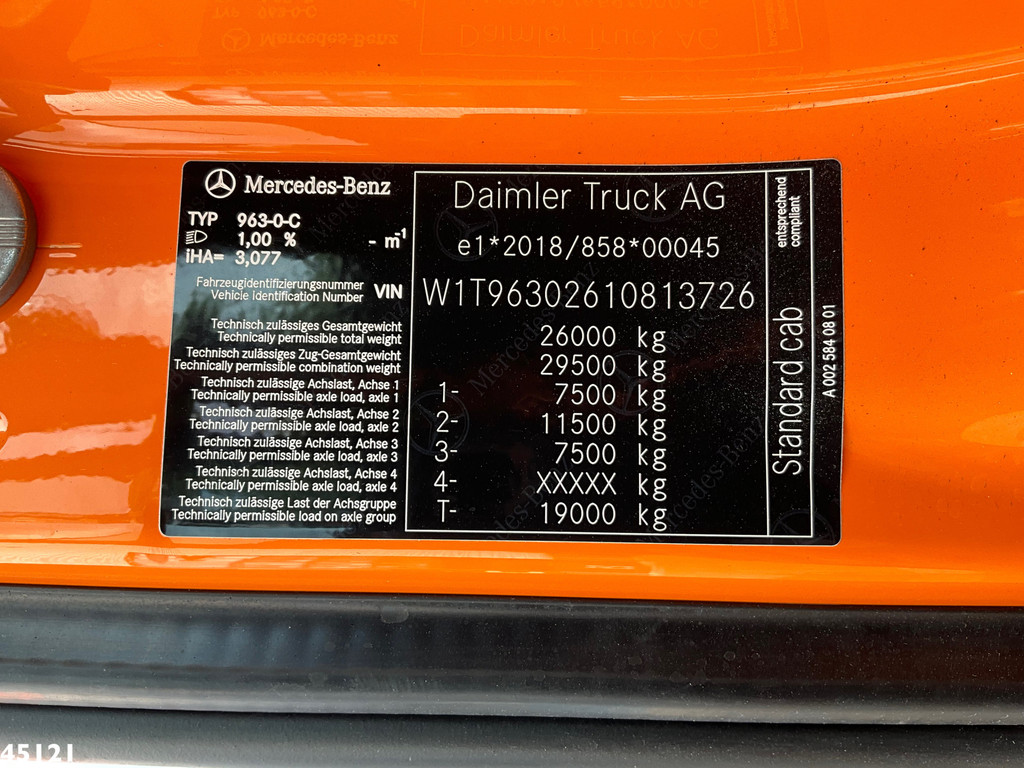 Mercedes-Benz
TYP 963-0-C
1,00 % - m⁻¹
iHA= 3,077
Fahrzeugidentifizierungsnummer
Vehicle Identification Number VIN
Technisch zulässiges Gesamtgewicht
Technically permissible total weight
Technisch zulässiges Zug-Gesamtgewicht
Technically permissible combination weight
Technisch zulässige Achslast, Achse 1
Technically permissible axle load, axle 1
Technisch zulässige Achslast, Achse 2
Technically permissible axle load, axle 2
Technisch zulässige Achslast, Achse 3
Technically permissible axle load, axle 3
Technisch zulässige Achslast, Achse 4
Technically permissible axle load, axle 4
Technisch zulässige Last der Achsgruppe
Technically permissible load on axle group
Daimler Truck AG
e1*2018/858*00045
W1T96302610813726
26000 kg
29500 kg
1- 7500 kg
2- 11500 kg
3- 7500 kg
4- XXXXX kg
T- 19000 kg
entsprechend
compliant
Standard cab
A 002 584 08 01
45121